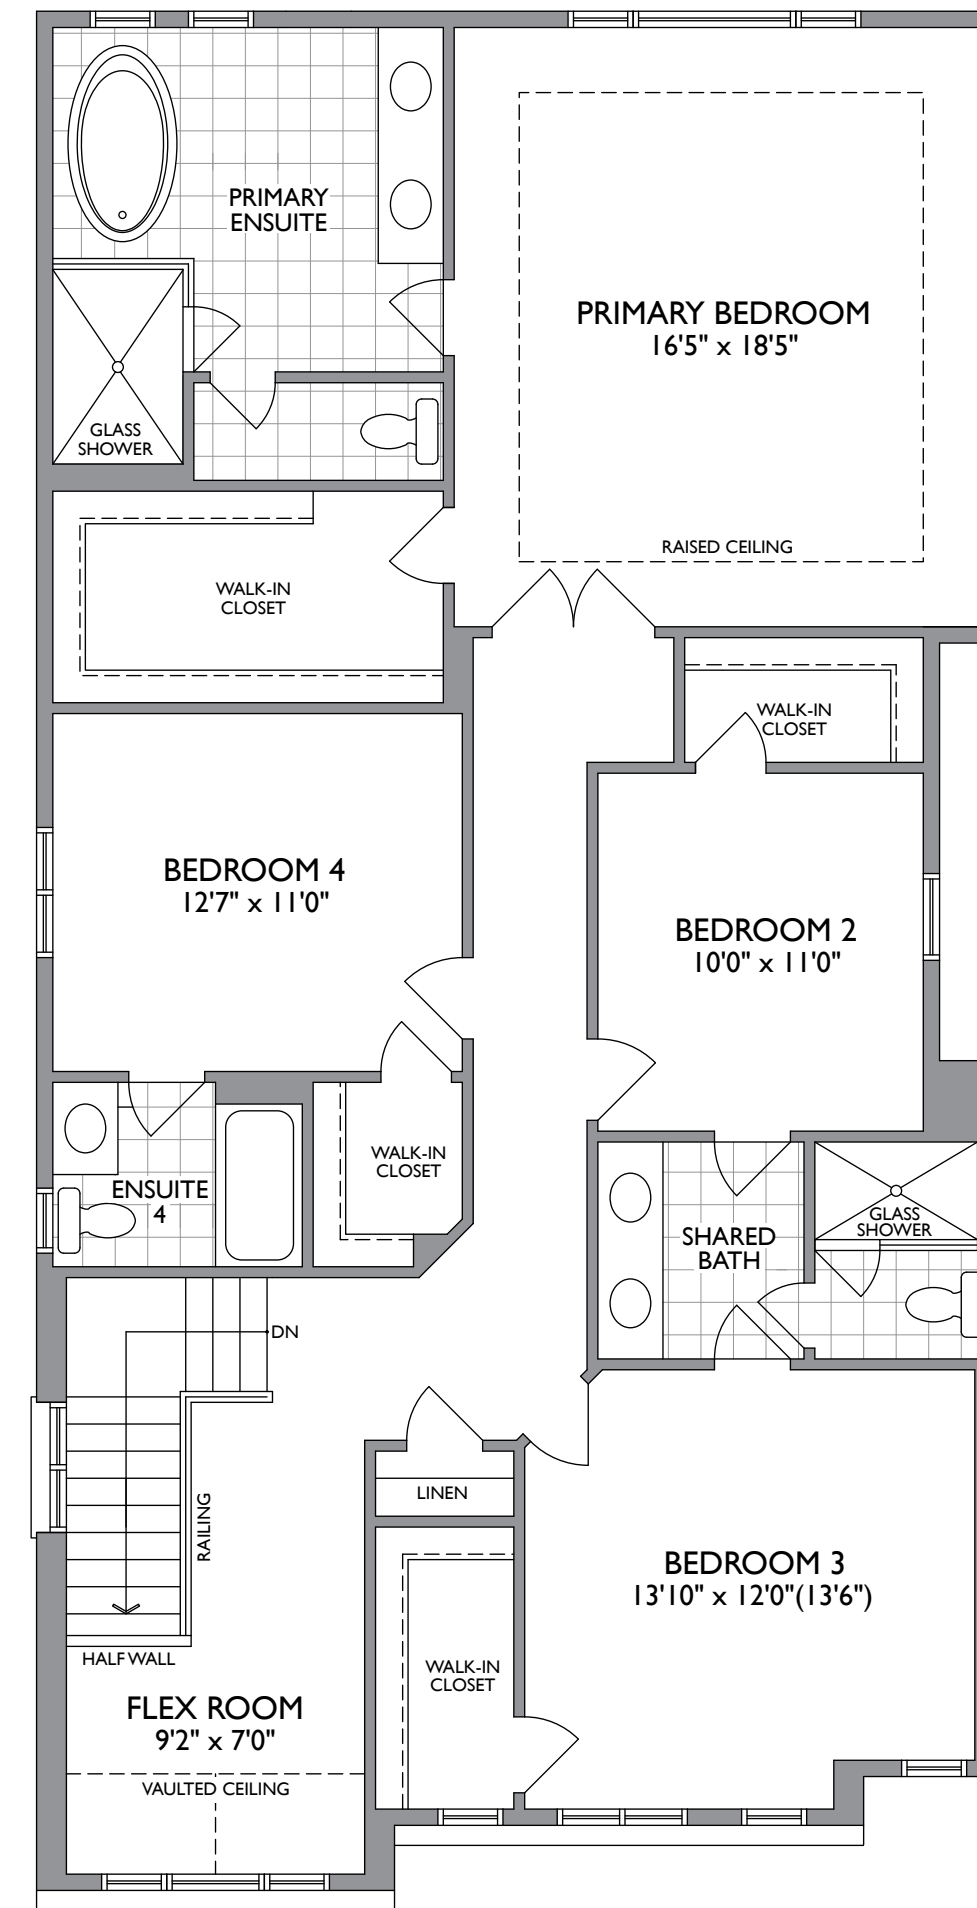 PRIMARY
ENSUITE
PRIMARY BEDROOM
16'5" x 18'5"
GLASS
SHOWER
RAISED CEILING
WALK-IN
CLOSET
WALK-IN
CLOSET
BEDROOM 4
12'7" x 11'0"
BEDROOM 2
10'0" x 11'0"
WALK-IN
CLOSET
ENSUITE
4
GLASS
SHOWER
SHARED
BATH
DN
LINEN
RAILING
BEDROOM 3
13'10" x 12'0"(13'6")
HALF WALL
WALK-IN
CLOSET
FLEX ROOM
9'2" x 7'0"
VAULTED CEILING